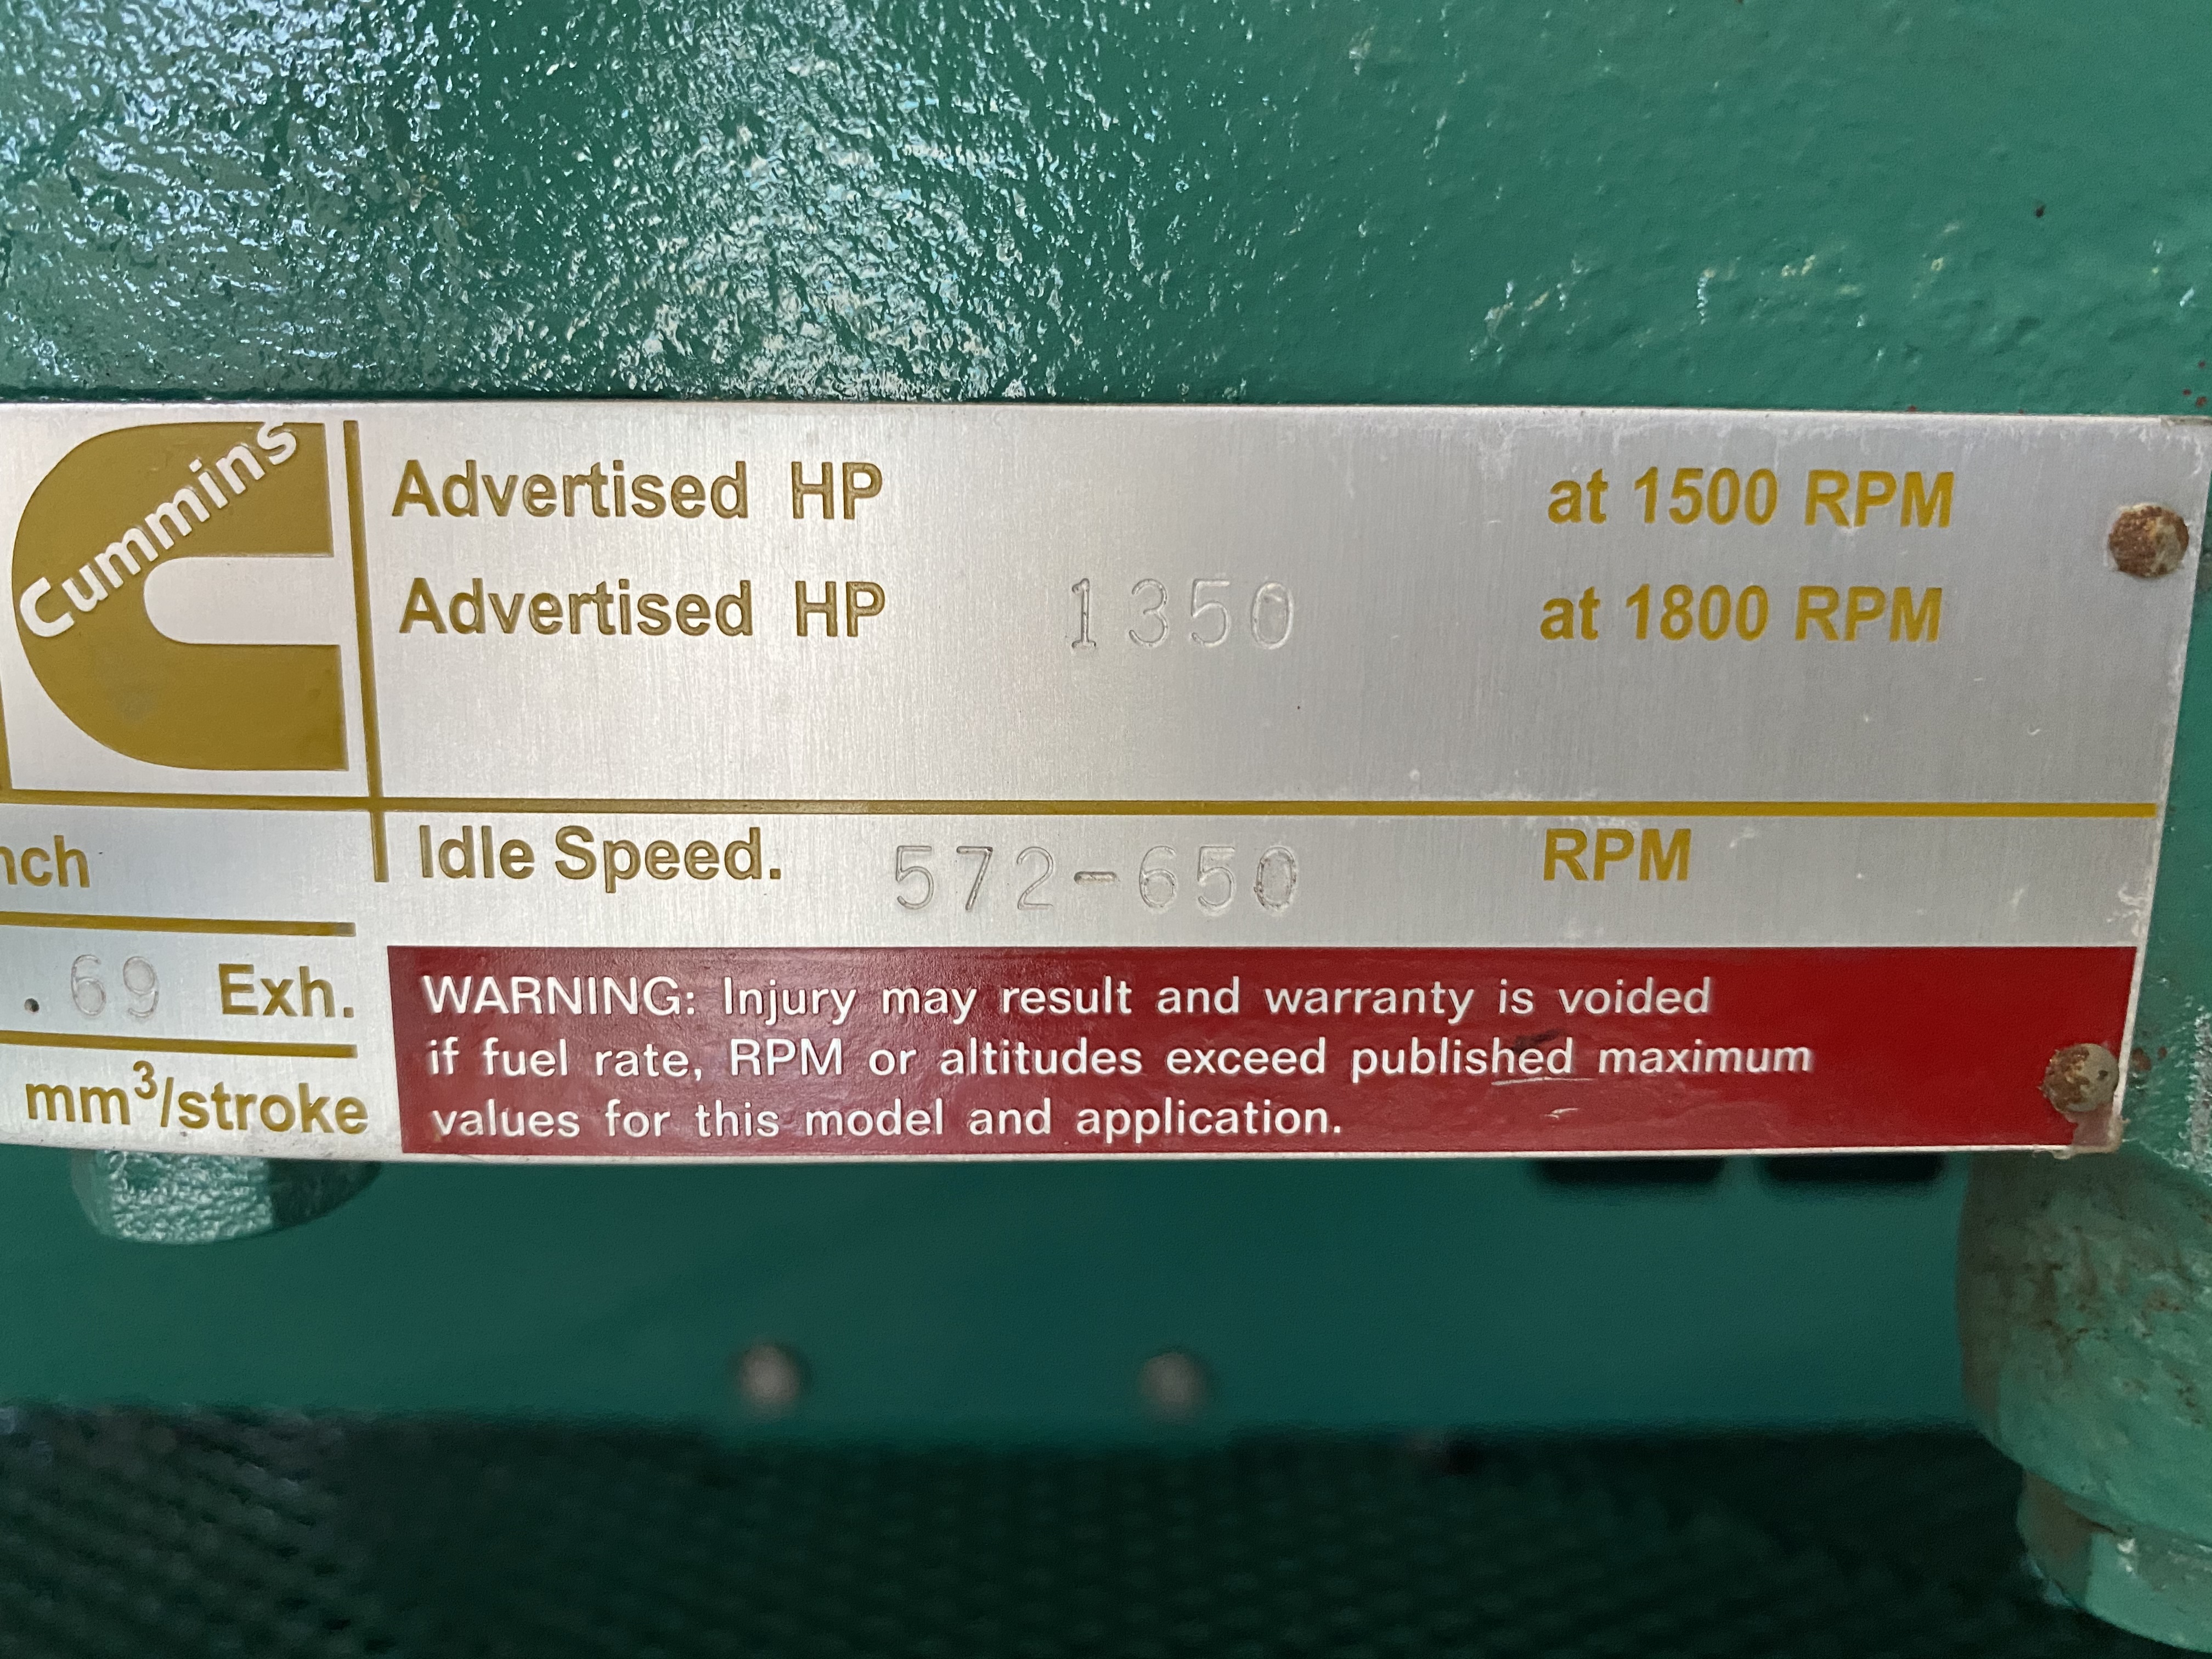 Cummins
Advertised HP at 1500 RPM
Advertised HP 1350 at 1800 RPM
Idle Speed. 572-650 RPM
.69 Exh.
mm³/stroke
WARNING: Injury may result and warranty is voided
if fuel rate, RPM or altitudes exceed published maximum
values for this model and application.